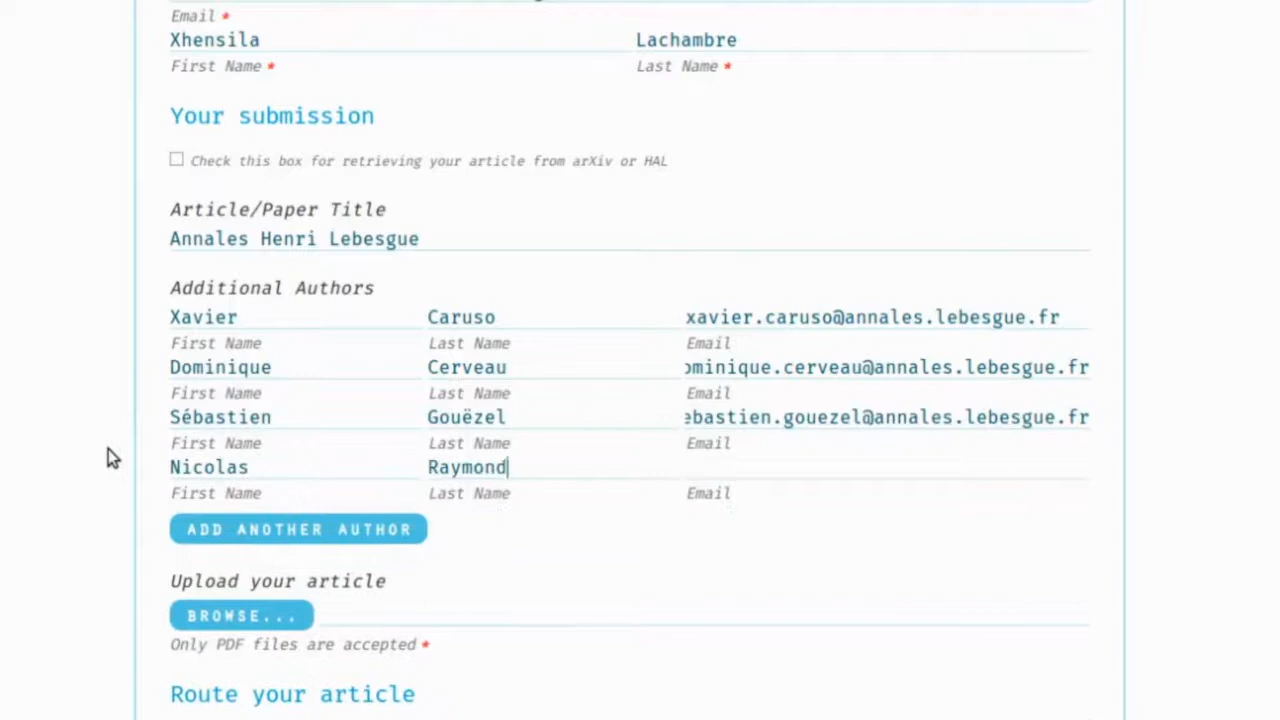 Email *
Xhensila Lachambre
First Name * Last Name *
Your submission
Check this box for retrieving your article from arXiv or HAL
Article/Paper Title
Annales Henri Lebesgue
Additional Authors
Xavier Caruso xavier.caruso@annales.lebesgue.fr
First Name Last Name Email
Dominique Cerveau ominique.cerveau@annales.lebesgue.fr
First Name Last Name Email
Sébastien Gouëzel ebastien.gouezel@annales.lebesgue.fr
First Name Last Name Email
Nicolas Raymond
First Name Last Name Email
ADD ANOTHER AUTHOR
Upload your article
BROWSE...
Only PDF files are accepted *
Route your article